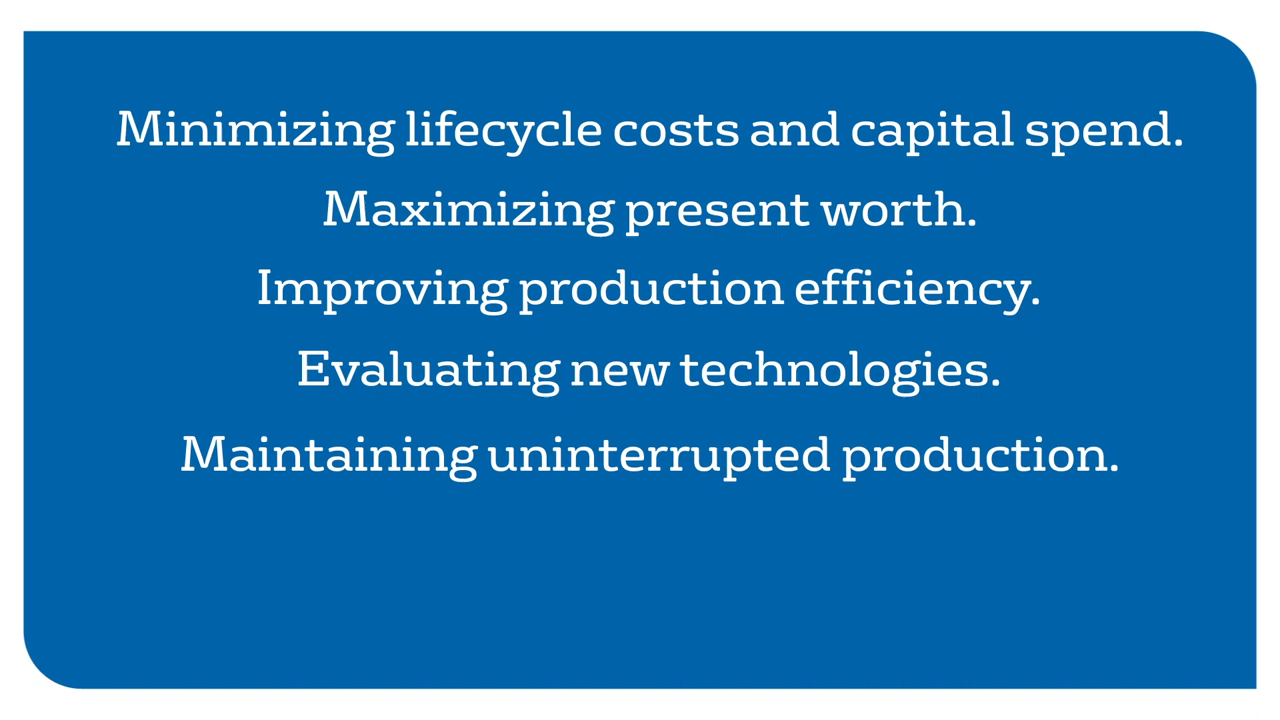 Minimizing lifecycle costs and capital spend.
Maximizing present worth.
Improving production efficiency.
Evaluating new technologies.
Maintaining uninterrupted production.